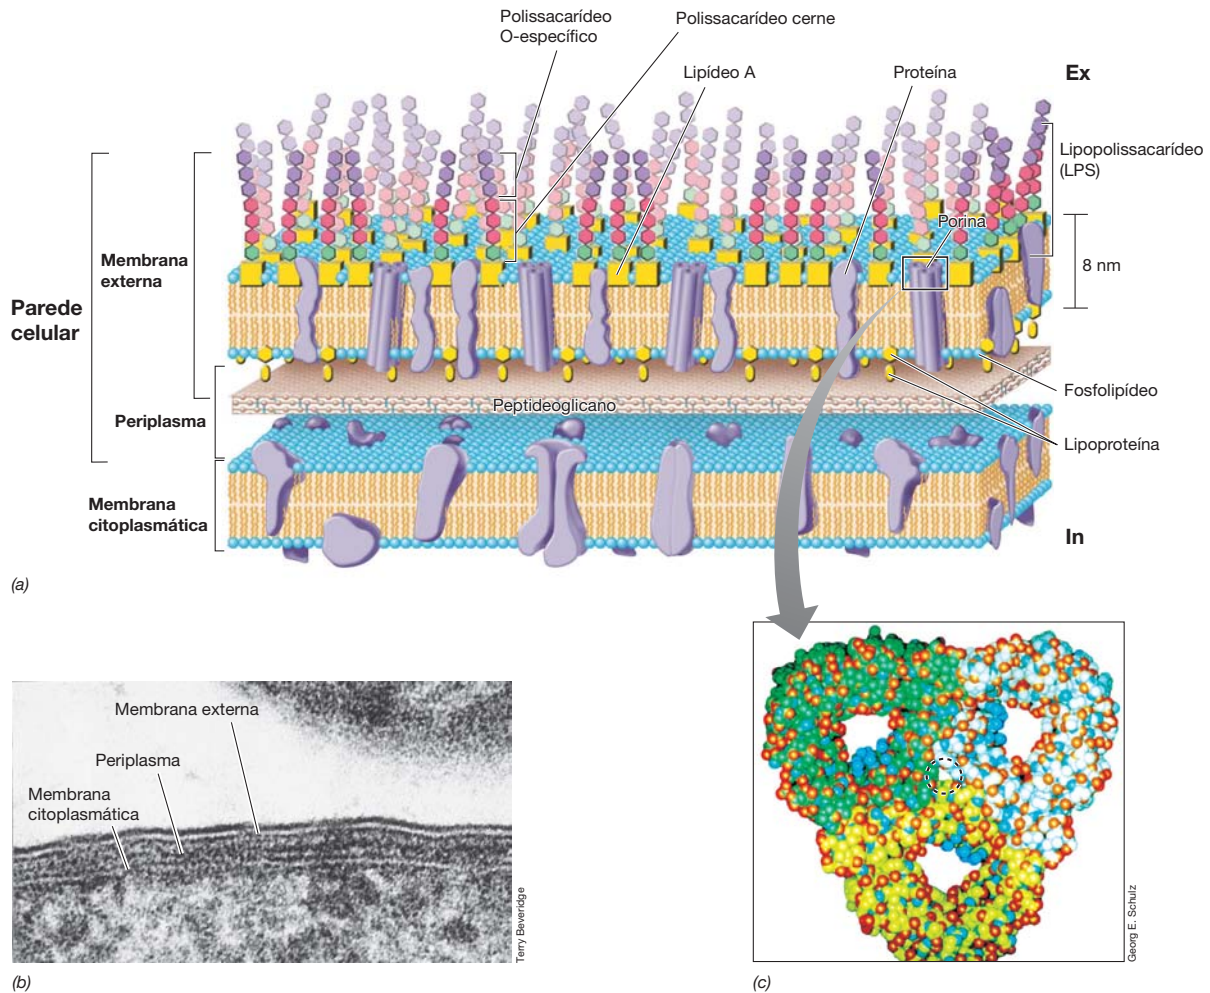 Polissacarídeo
O-específico
Polissacarídeo cerne
Lipídeo A
Proteína
Ex
Lipopolissacarídeo
(LPS)
Porina
8 nm
Membrana
externa
Parede
celular
Periplasma
Peptideoglicano
Fosfolipídeo
Lipoproteína
Membrana
citoplasmática
In
(a)
Membrana externa
Periplasma
Membrana
citoplasmática
Terry Beveridge
(b)
Georg E. Schulz
(c)